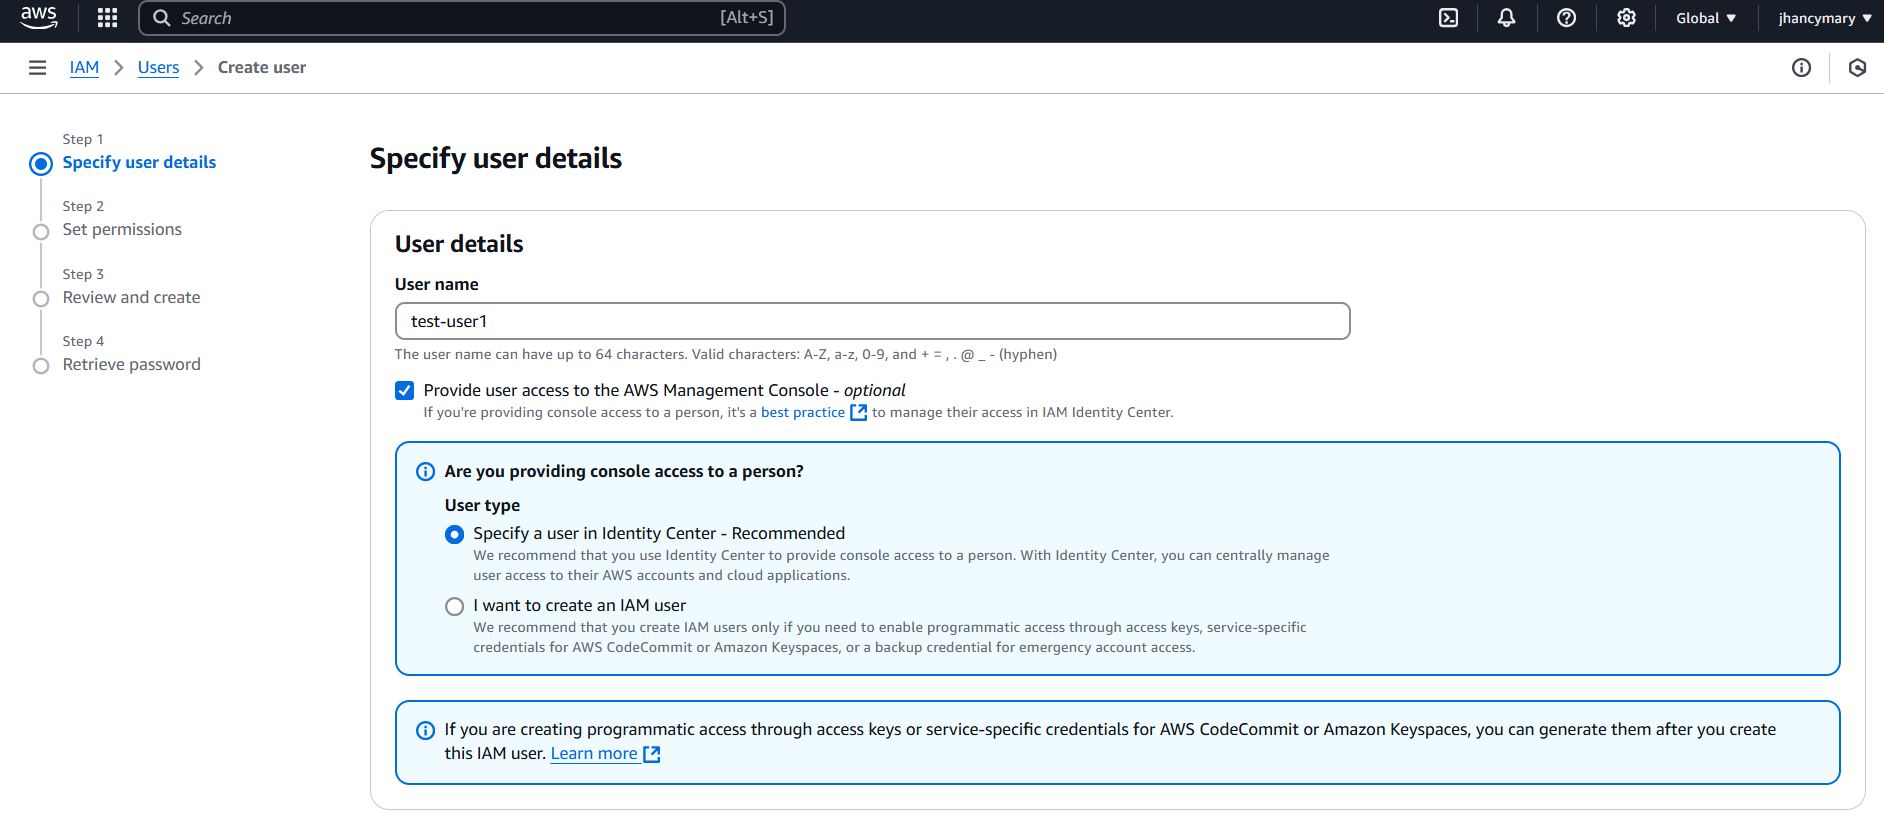 aws
Search
[Alt+S]
Global
jhancymary
IAM
Users
Create user
Step 1
Specify user details
Step 2
Set permissions
Step 3
Review and create
Step 4
Retrieve password
Specify user details
User details
User name
test-user1
The user name can have up to 64 characters. Valid characters: A-Z, a-z, 0-9, and + = , . @ _ - (hyphen)
Provide user access to the AWS Management Console - optional
If you're providing console access to a person, it's a best practice to manage their access in IAM Identity Center.
Are you providing console access to a person?
User type
Specify a user in Identity Center - Recommended
We recommend that you use Identity Center to provide console access to a person. With Identity Center, you can centrally manage
user access to their AWS accounts and cloud applications.
I want to create an IAM user
We recommend that you create IAM users only if you need to enable programmatic access through access keys, service-specific
credentials for AWS CodeCommit or Amazon Keyspaces, or a backup credential for emergency account access.
If you are creating programmatic access through access keys or service-specific credentials for AWS CodeCommit or Amazon Keyspaces, you can generate them after you create
this IAM user. Learn more